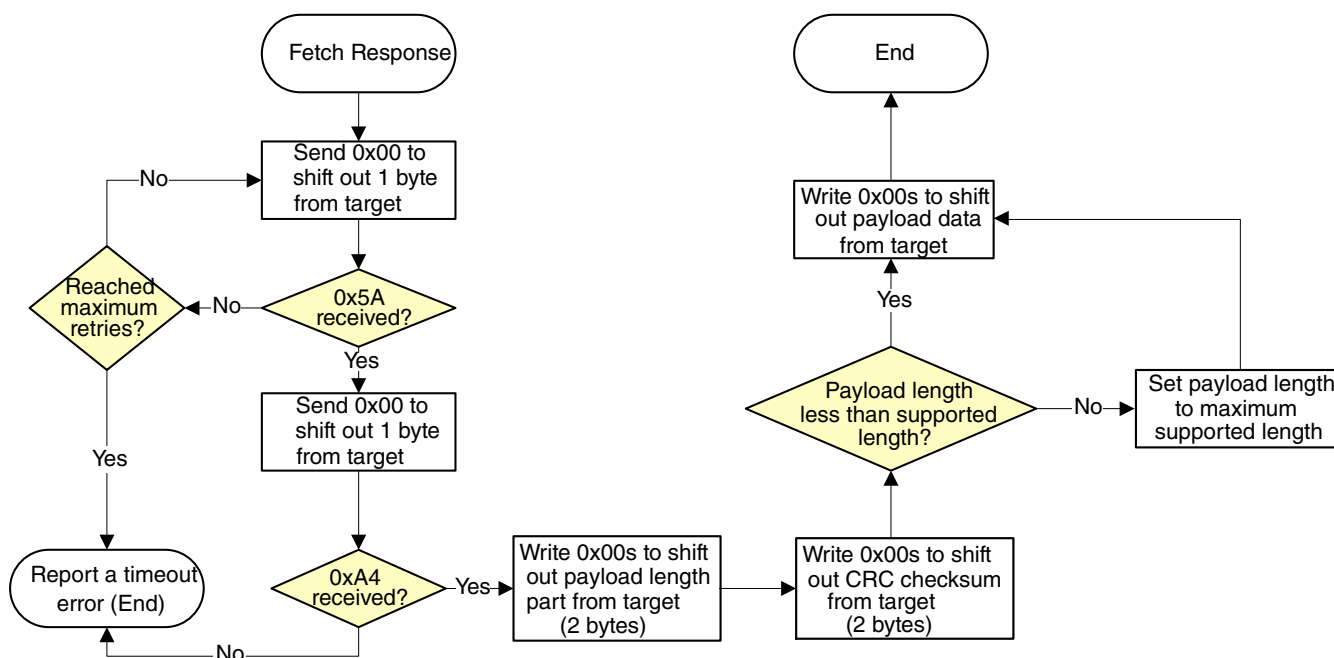 Fetch Response
Send 0x00 to
shift out 1 byte
from target
No
Reached
maximum
retries?
No
0x5A
received?
Yes
Send 0x00 to
shift out 1 byte
from target
Yes
Report a timeout
error (End)
0xA4
received?
No
Yes
Write 0x00s to shift
out payload length
part from target
(2 bytes)
Write 0x00s to shift
out CRC checksum
from target
(2 bytes)
Payload length
less than supported
length?
No
Set payload length
to maximum
supported length
Yes
Write 0x00s to shift
out payload data
from target
End